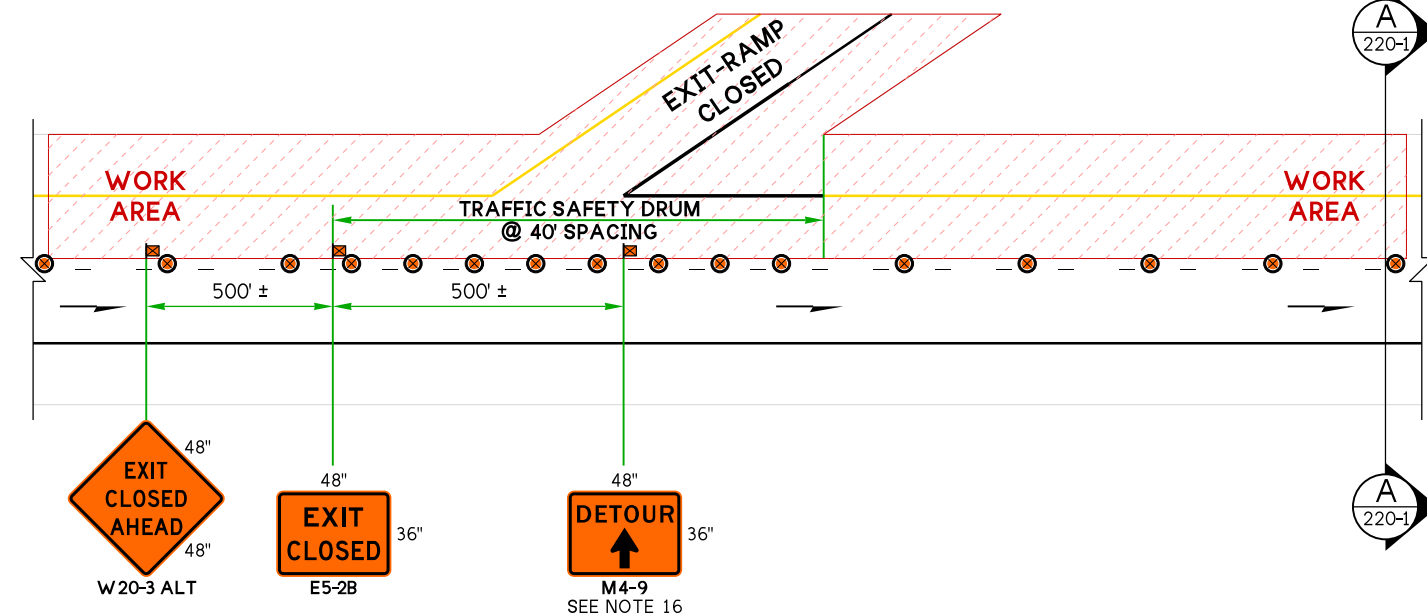 A
220-1
EXIT-RAMP
CLOSED
WORK
AREA
WORK
AREA
TRAFFIC SAFETY DRUM
@ 40' SPACING
500' ±
500' ±
48"
EXIT
CLOSED
AHEAD
48"
W20-3 ALT
48"
EXIT
CLOSED
36"
E5-2B
48"
DETOUR
36"
M4-9
SEE NOTE 16
A
220-1